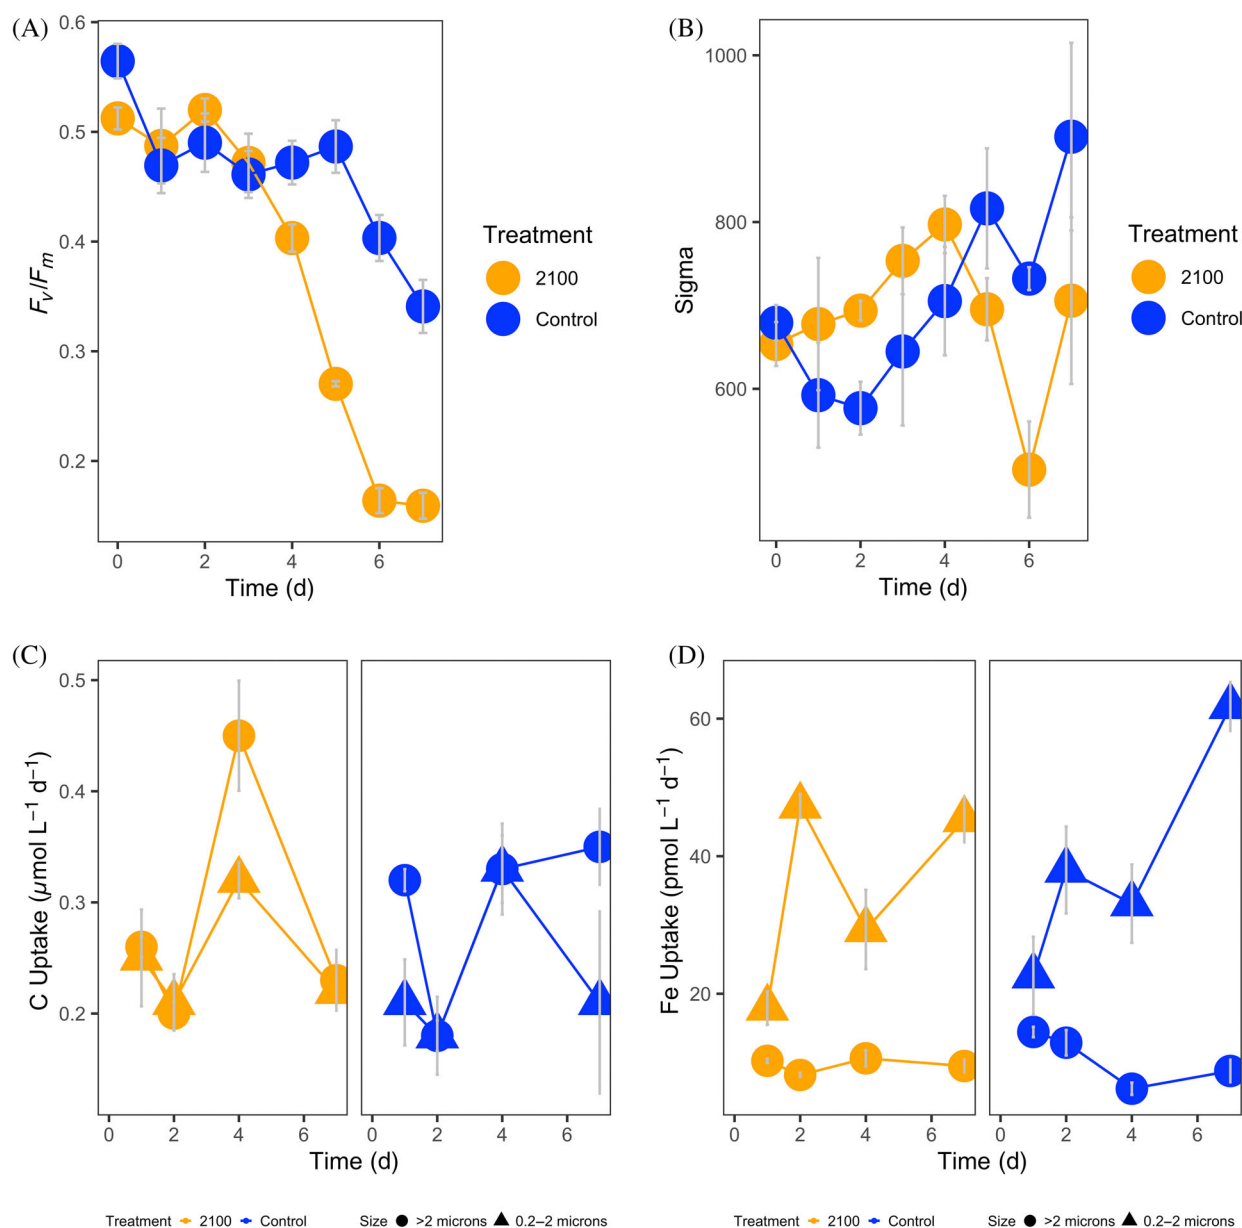 (A)
0.6
0.5
0.4
0.3
0.2
Fv/Fm
0 2 4 6
Time (d)
Treatment
2100
Control
(B)
1000
800
600
Sigma
0 2 4 6
Time (d)
Treatment
2100
Control
(C)
0.5
0.4
0.3
0.2
C Uptake (µmol L⁻¹ d⁻¹)
0 2 4 6 0 2 4 6
Time (d)
Treatment 2100 Control Size >2 microns 0.2–2 microns
(D)
60
40
20
Fe Uptake (pmol L⁻¹ d⁻¹)
0 2 4 6 0 2 4 6
Time (d)
Treatment 2100 Control Size >2 microns 0.2–2 microns